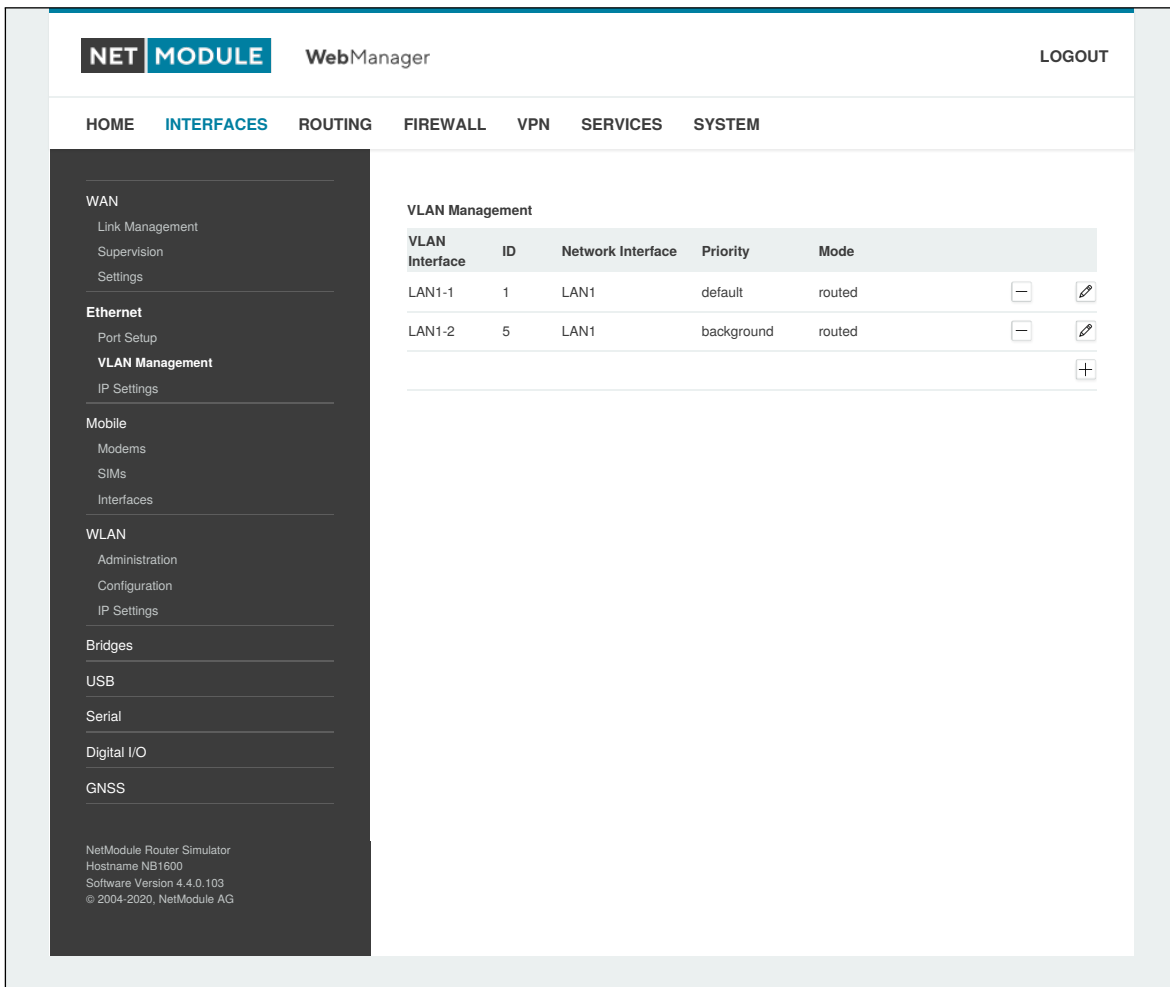 NET MODULE WebManager LOGOUT
HOME INTERFACES ROUTING FIREWALL VPN SERVICES SYSTEM
WAN
Link Management
Supervision
Settings
Ethernet
Port Setup
VLAN Management
IP Settings
Mobile
Modems
SIMs
Interfaces
WLAN
Administration
Configuration
IP Settings
Bridges
USB
Serial
Digital I/O
GNSS
NetModule Router Simulator
Hostname NB1600
Software Version 4.4.0.103
© 2004-2020, NetModule AG
VLAN Management
VLAN Interface ID Network Interface Priority Mode
LAN1-1 1 LAN1 default routed
LAN1-2 5 LAN1 background routed